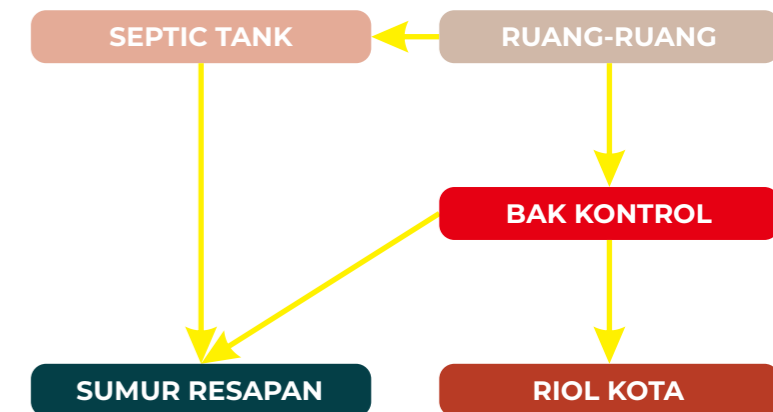 SEPTIC TANK
RUANG-RUANG
BAK KONTROL
SUMUR RESAPAN
RIOL KOTA